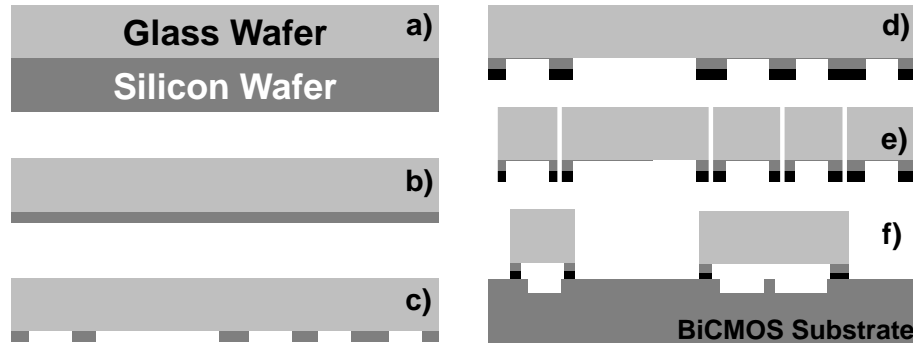 Glass Wafer
a)
Silicon Wafer
b)
c)
d)
e)
f)
BiCMOS Substrate